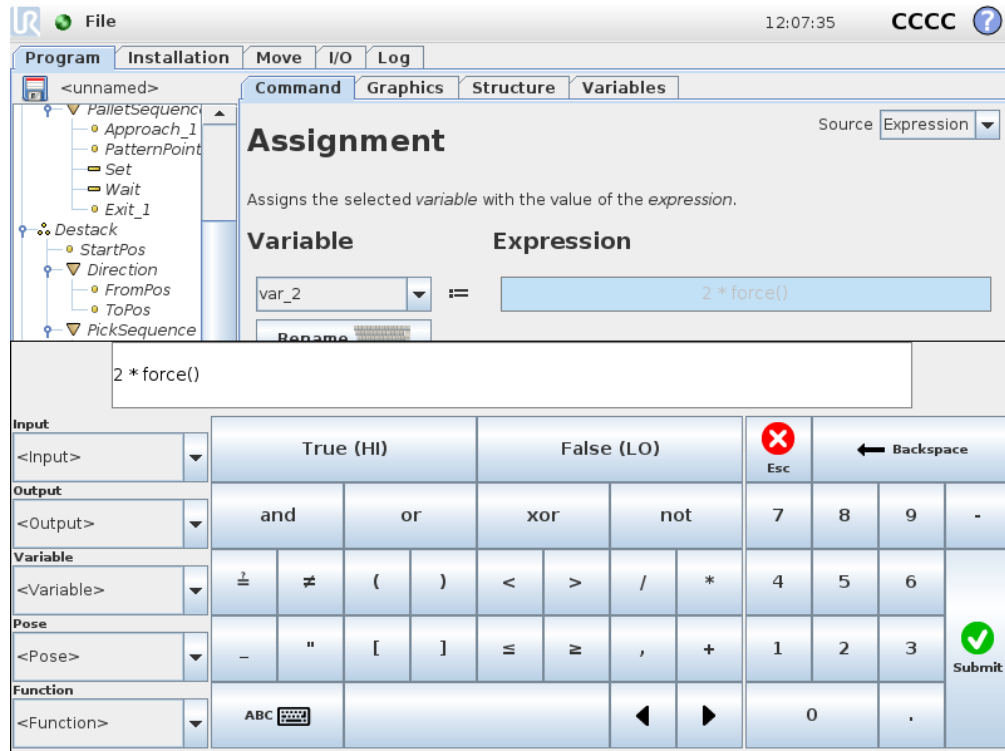 UR File 12:07:35 CCCC ?
Program Installation Move I/O Log
<unnamed> Command Graphics Structure Variables
PalletSequence
Approach_1
PatternPoint
Set
Wait
Exit_1
Destack
StartPos
Direction
FromPos
ToPos
PickSequence
Assignment
Source Expression
Assigns the selected variable with the value of the expression.
Variable Expression
var_2 := 2 * force()
Rename
2 * force()
Input
<Input>
Output
<Output>
Variable
<Variable>
Pose
<Pose>
Function
<Function>
True (HI) False (LO) Esc Backspace
and or xor not 7 8 9 -
≟ ≠ ( ) < > / * 4 5 6
_ " [ ] ≤ ≥ , + 1 2 3 Submit
ABC 0 .